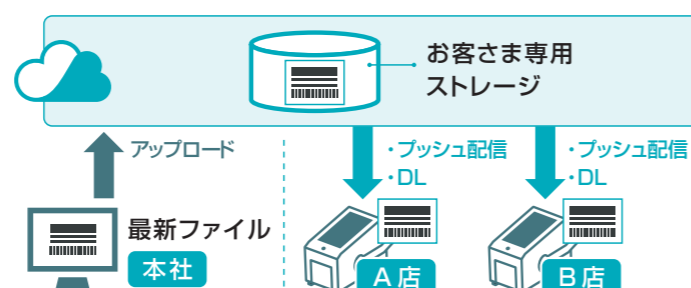 お客さま専用
ストレージ
アップロード
・プッシュ配信
・DL
・プッシュ配信
・DL
最新ファイル
本社
A店
B店